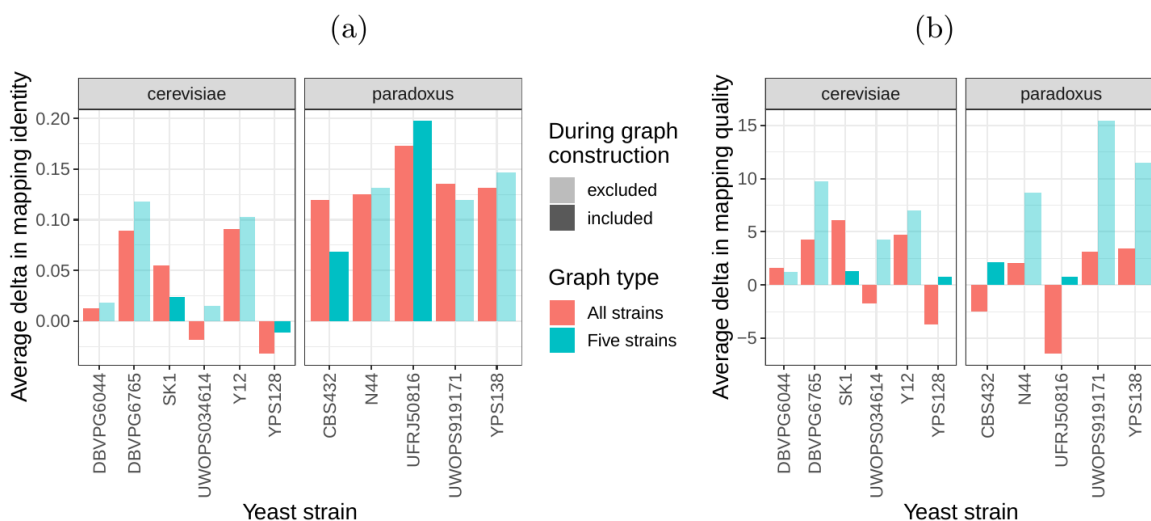 (a)
(b)
cerevisiae
paradoxus
Average delta in mapping identity
0.20
0.15
0.10
0.05
0.00
DBVPG6044
DBVPG6765
SK1
UWOPS034614
Y12
YPS128
CBS432
N44
UFRJ50816
UWOPS919171
YPS138
Yeast strain
During graph
construction
excluded
included
Graph type
All strains
Five strains
cerevisiae
paradoxus
Average delta in mapping quality
15
10
5
0
−5
DBVPG6044
DBVPG6765
SK1
UWOPS034614
Y12
YPS128
CBS432
N44
UFRJ50816
UWOPS919171
YPS138
Yeast strain